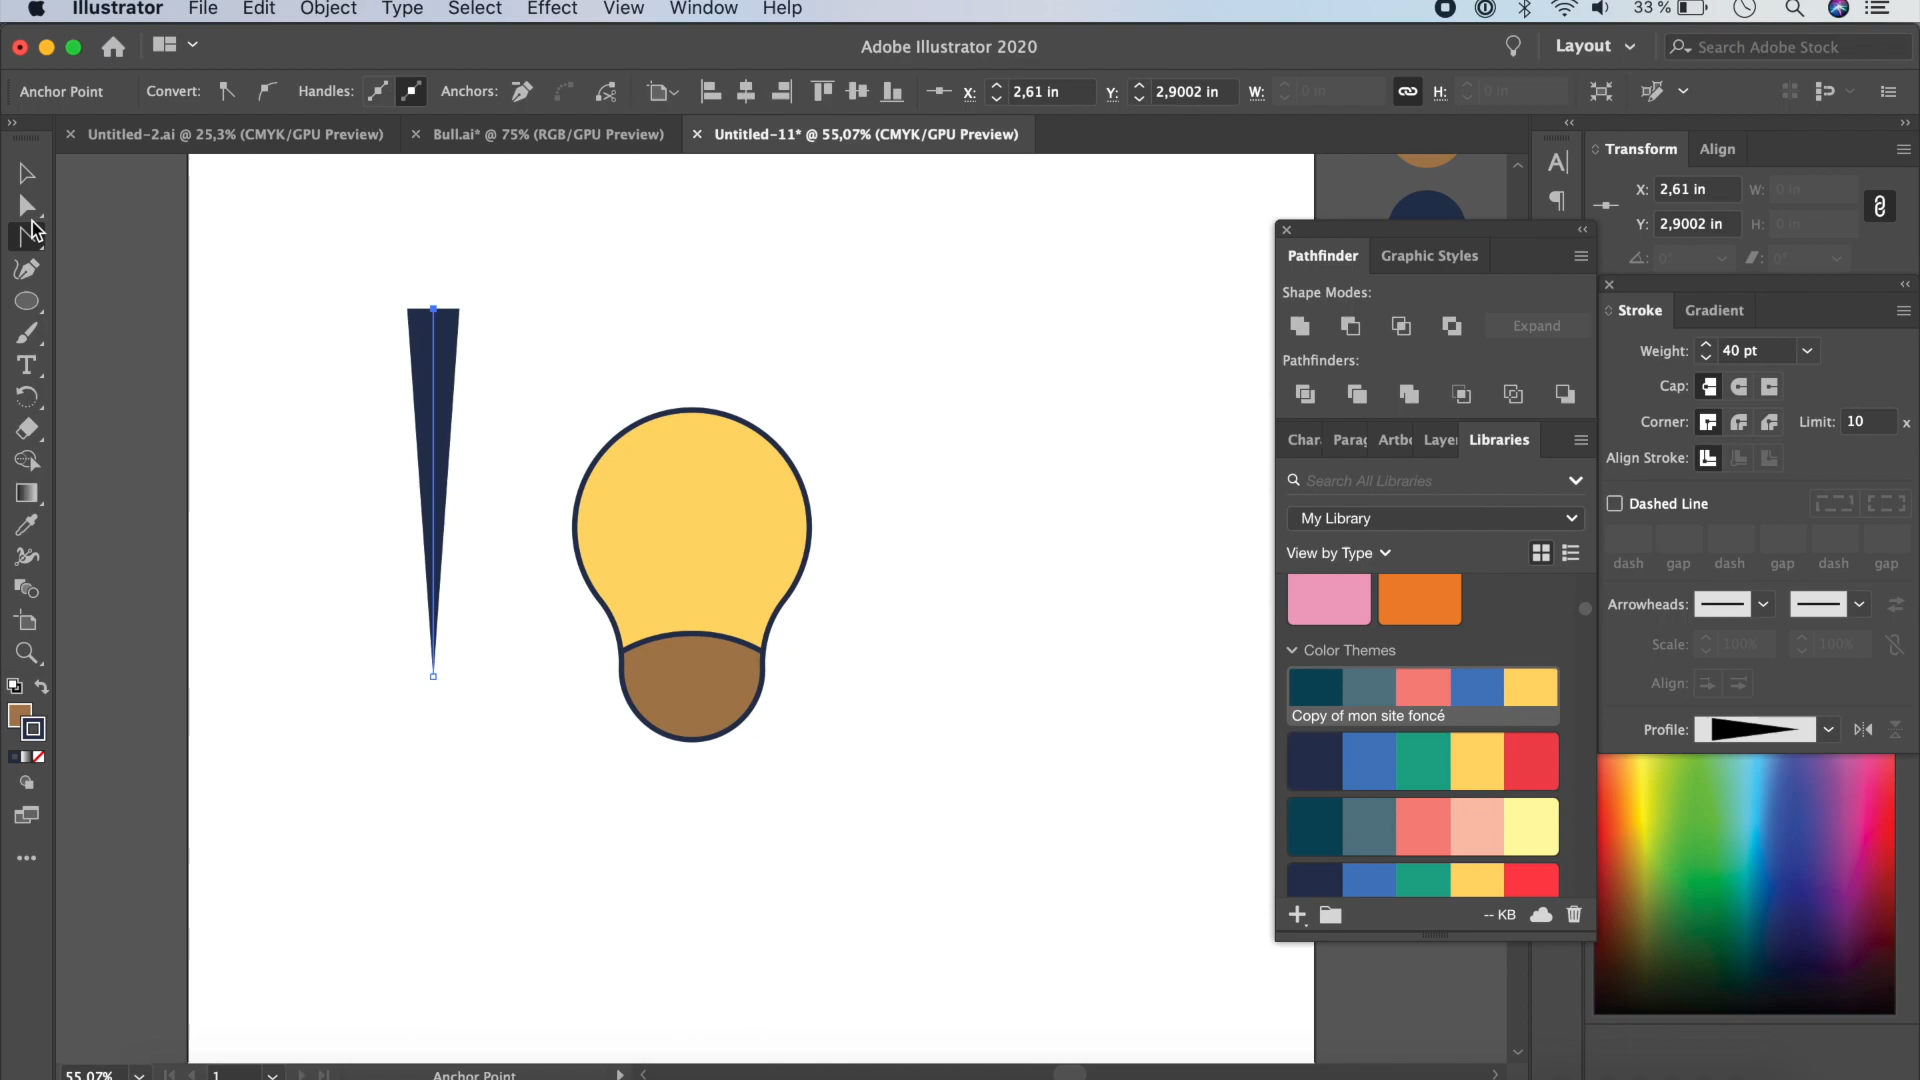 Illustrator File Edit Object Type Select Effect View Window Help 33 %
Adobe Illustrator 2020 Layout Search Adobe Stock
Anchor Point Convert: Handles: Anchors: X: 2,61 in Y: 2,9002 in W: 0 in H: 0 in
Untitled-2.ai @ 25,3% (CMYK/GPU Preview) Bull.ai* @ 75% (RGB/GPU Preview) Untitled-11* @ 55,07% (CMYK/GPU Preview)
Transform Align
X: 2,61 in W: 0 in
Y: 2,9002 in H: 0 in
0° 0°
Pathfinder Graphic Styles
Shape Modes:
Expand
Pathfinders:
Char Parag Artb Laye Libraries
Search All Libraries
My Library
View by Type
Color Themes
Copy of mon site foncé
-- KB
Stroke Gradient
Weight: 40 pt
Cap:
Corner: Limit: 10 x
Align Stroke:
Dashed Line
dash gap dash gap dash gap
Arrowheads:
Scale: 100% 100%
Align:
Profile:
55,07% 1 Anchor Point